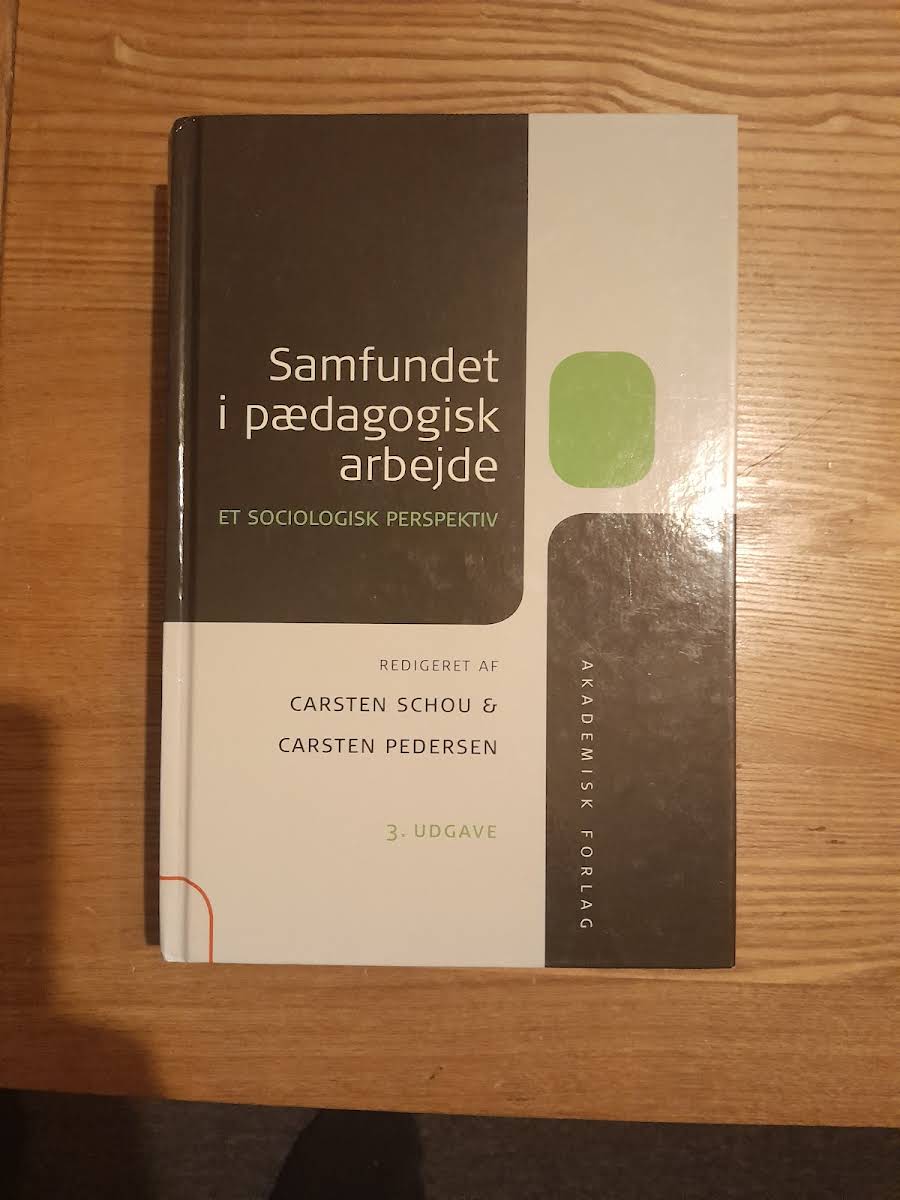 Samfundet
i pædagogisk
arbejde
ET SOCIOLOGISK PERSPEKTIV
REDIGERET AF
CARSTEN SCHOU &
CARSTEN PEDERSEN
3. UDGAVE
AKADEMISK FORLAG